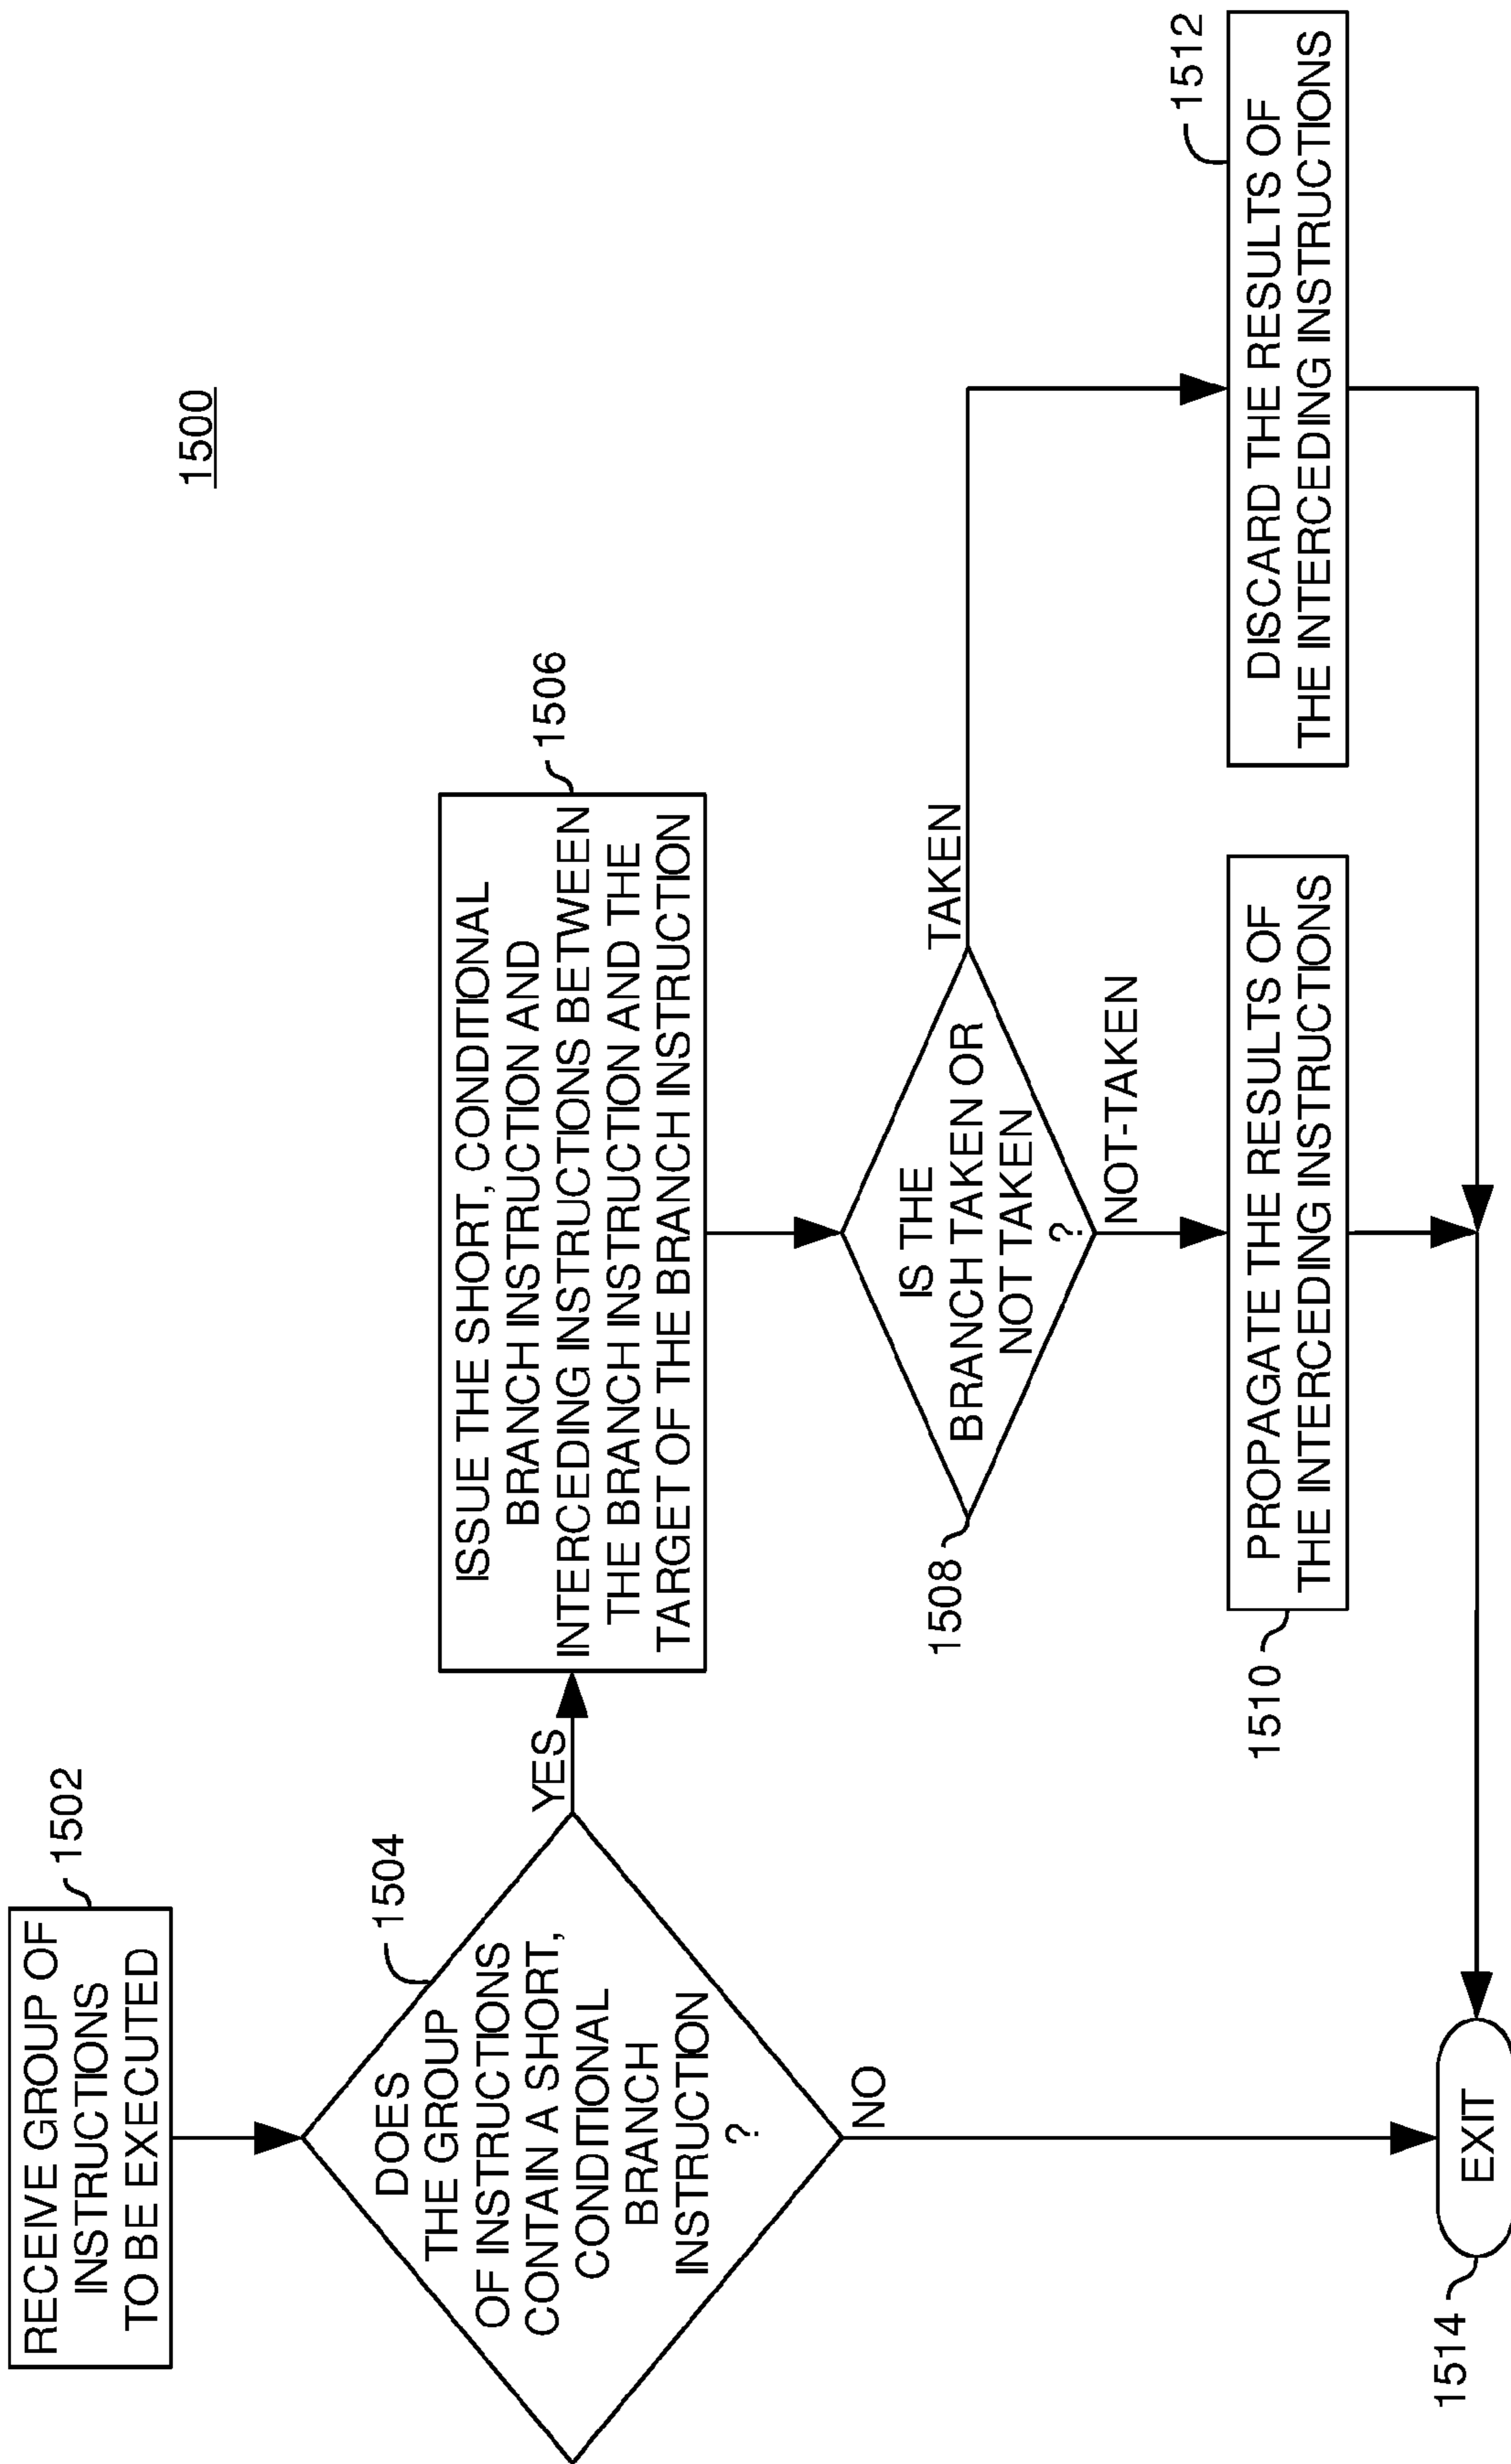 1500
RECEIVE GROUP OF
INSTRUCTIONS
TO BE EXECUTED
1502
DOES
THE GROUP
OF INSTRUCTIONS
CONTAIN A SHORT,
CONDITIONAL
BRANCH
INSTRUCTION
?
1504
YES
NO
ISSUE THE SHORT, CONDITIONAL
BRANCH INSTRUCTION AND
INTERCEDING INSTRUCTIONS BETWEEN
THE BRANCH INSTRUCTION AND THE
TARGET OF THE BRANCH INSTRUCTION
1506
IS THE
BRANCH TAKEN OR
NOT TAKEN
?
1508
TAKEN
NOT-TAKEN
PROPAGATE THE RESULTS OF
THE INTERCEDING INSTRUCTIONS
1510
DISCARD THE RESULTS OF
THE INTERCEDING INSTRUCTIONS
1512
EXIT
1514